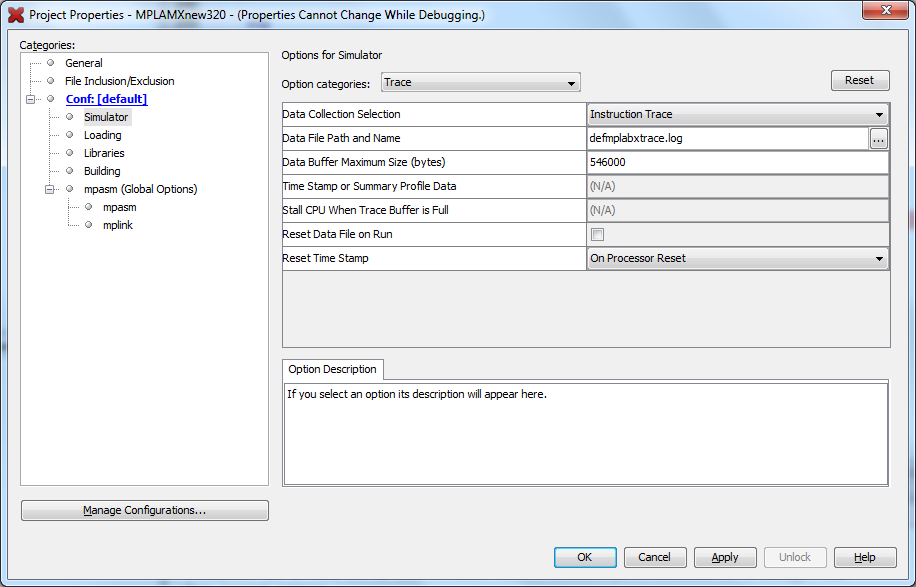 Project Properties - MPLAMXnew320 - (Properties Cannot Change While Debugging.)
Categories:
General
File Inclusion/Exclusion
Conf: [default]
Simulator
Loading
Libraries
Building
mpasm (Global Options)
mpasm
mplink
Manage Configurations...
Options for Simulator
Option categories: Trace Reset
Data Collection Selection Instruction Trace
Data File Path and Name defmplabxtrace.log ...
Data Buffer Maximum Size (bytes) 546000
Time Stamp or Summary Profile Data (N/A)
Stall CPU When Trace Buffer is Full (N/A)
Reset Data File on Run
Reset Time Stamp On Processor Reset
Option Description
If you select an option its description will appear here.
OK Cancel Apply Unlock Help